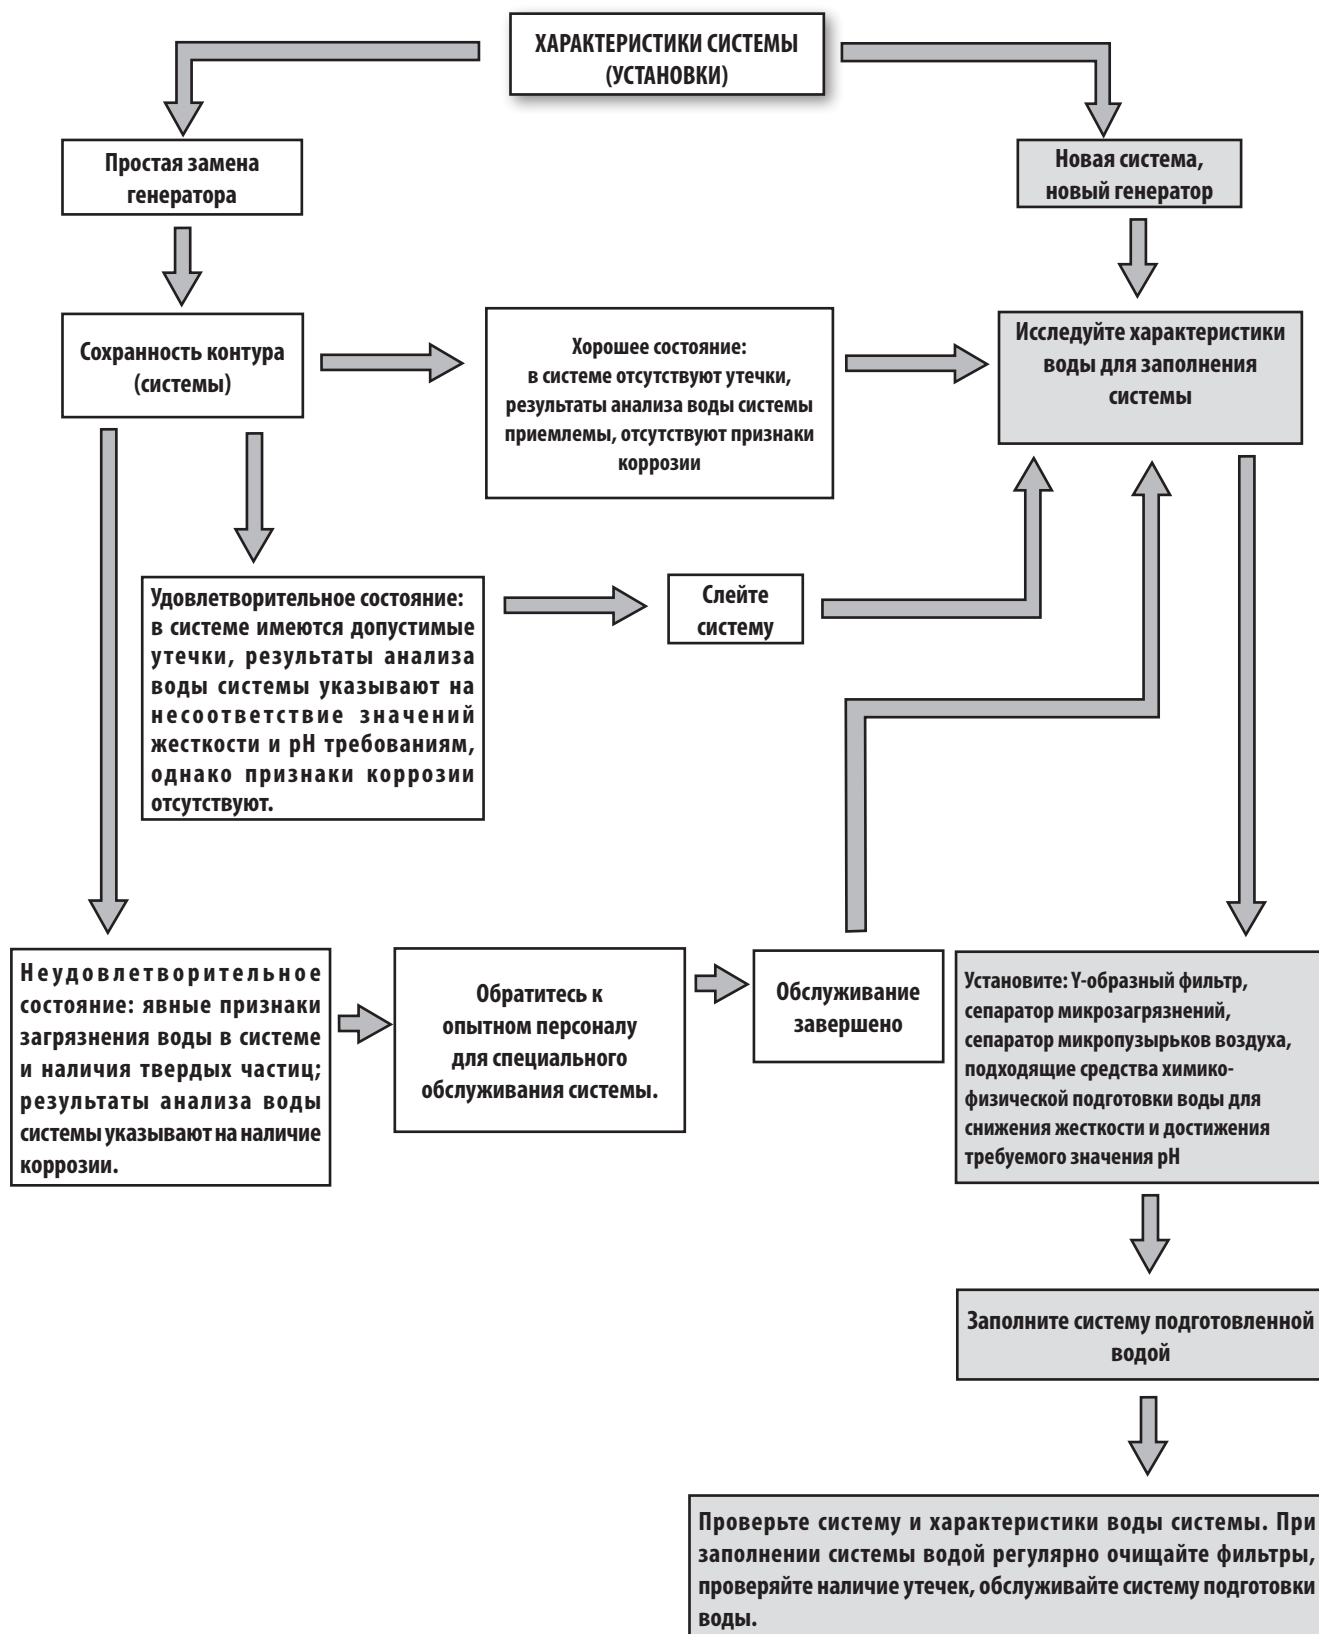 ХАРАКТЕРИСТИКИ СИСТЕМЫ
(УСТАНОВКИ)
Простая замена
генератора
Новая система,
новый генератор
Сохранность контура
(системы)
Хорошее состояние:
в системе отсутствуют утечки,
результаты анализа воды системы
приемлемы, отсутствуют признаки
коррозии
Исследуйте характеристики
воды для заполнения
системы
Удовлетворительное состояние:
в системе имеются допустимые
утечки, результаты анализа
воды системы указывают на
несоответствие значений
жесткости и pH требованиям,
однако признаки коррозии
отсутствуют.
Слейте
систему
Неудовлетворительное
состояние: явные признаки
загрязнения воды в системе
и наличия твердых частиц;
результаты анализа воды
системы указывают на наличие
коррозии.
Обратитесь к
опытном персоналу
для специального
обслуживания системы.
Обслуживание
завершено
Установите: Y-образный фильтр,
сепаратор микрозагрязнений,
сепаратор микропузырьков воздуха,
подходящие средства химико-
физической подготовки воды для
снижения жесткости и достижения
требуемого значения pH
Заполните систему подготовленной
водой
Проверьте систему и характеристики воды системы. При
заполнении системы водой регулярно очищайте фильтры,
проверяйте наличие утечек, обслуживайте систему подготовки
воды.